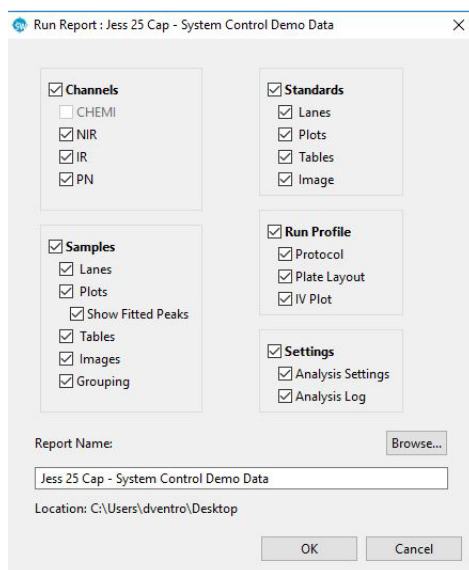 Run Report : Jess 25 Cap - System Control Demo Data
Channels
CHEMI
NIR
IR
PN
Samples
Lanes
Plots
Show Fitted Peaks
Tables
Images
Grouping
Standards
Lanes
Plots
Tables
Image
Run Profile
Protocol
Plate Layout
IV Plot
Settings
Analysis Settings
Analysis Log
Report Name:
Browse...
Jess 25 Cap - System Control Demo Data
Location: C:\Users\dventro\Desktop
OK
Cancel